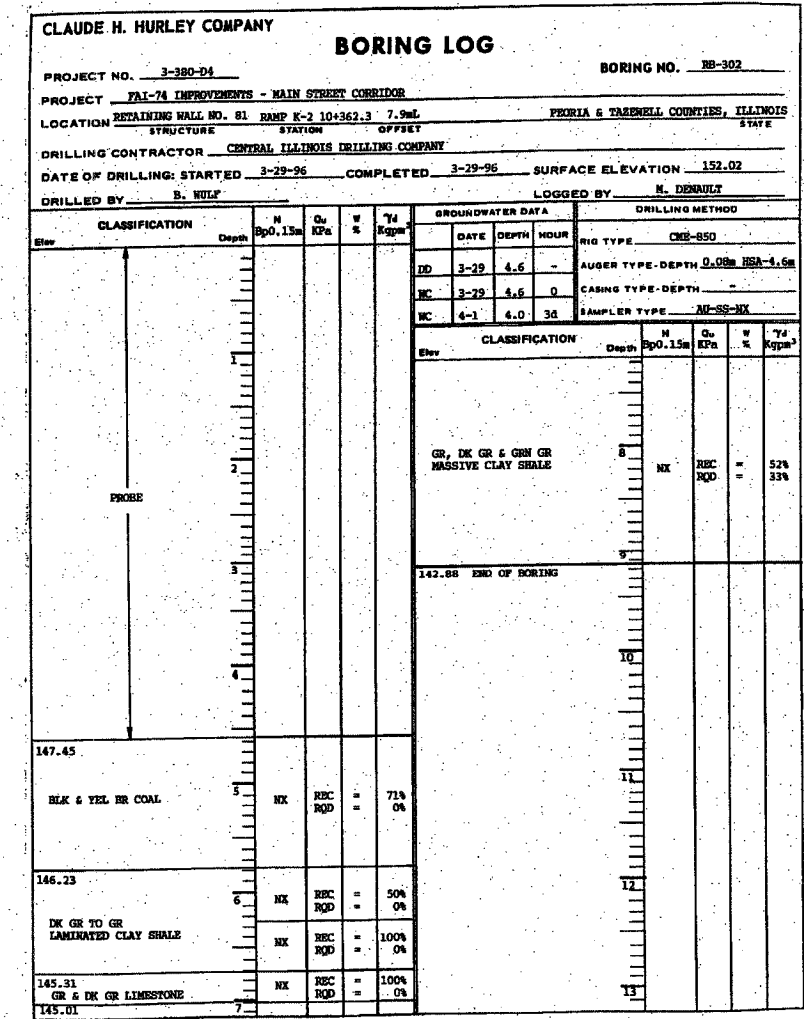 CLAUDE H. HURLEY COMPANY
BORING LOG
PROJECT NO. 3-380-D4
BORING NO. RB-302
PROJECT FAI-74 IMPROVEMENTS - MAIN STREET CORRIDOR
LOCATION RETAINING WALL NO. 81 RAMP K-2 10+362.3 7.9mL PEORIA & TAZEWELL COUNTIES, ILLINOIS
STRUCTURE STATION OFFSET STATE
DRILLING CONTRACTOR CENTRAL ILLINOIS DRILLING COMPANY
DATE OF DRILLING: STARTED 3-29-96 COMPLETED 3-29-96 SURFACE ELEVATION 152.02
DRILLED BY B. WULF LOGGED BY M. DENAULT
CLASSIFICATION
Elev Depth
N Bp0.15m
Qu KPa
W %
γd Kgpm³
PROBE
1
2
3
4
147.45
BLK & YEL BR COAL
5
NX REC = 71%
RQD = 0%
146.23
6
NX REC = 50%
RQD = 0%
DK GR TO GR
LAMINATED CLAY SHALE
NX REC = 100%
RQD = 0%
145.31
GR & DK GR LIMESTONE
NX REC = 100%
RQD = 0%
145.01
7
GROUNDWATER DATA
DATE DEPTH HOUR
DD 3-29 4.6 -
WC 3-29 4.6 0
WC 4-1 4.0 3d
DRILLING METHOD
RIG TYPE CME-850
AUGER TYPE-DEPTH 0.08m HSA-4.6m
CASING TYPE-DEPTH -
SAMPLER TYPE AU-SS-NX
CLASSIFICATION
Elev Depth
N Bp0.15m
Qu KPa
W %
γd Kgpm³
8
GR, DK GR & GRN GR
MASSIVE CLAY SHALE
NX REC = 52%
RQD = 33%
9
142.88 END OF BORING
10
11
12
13